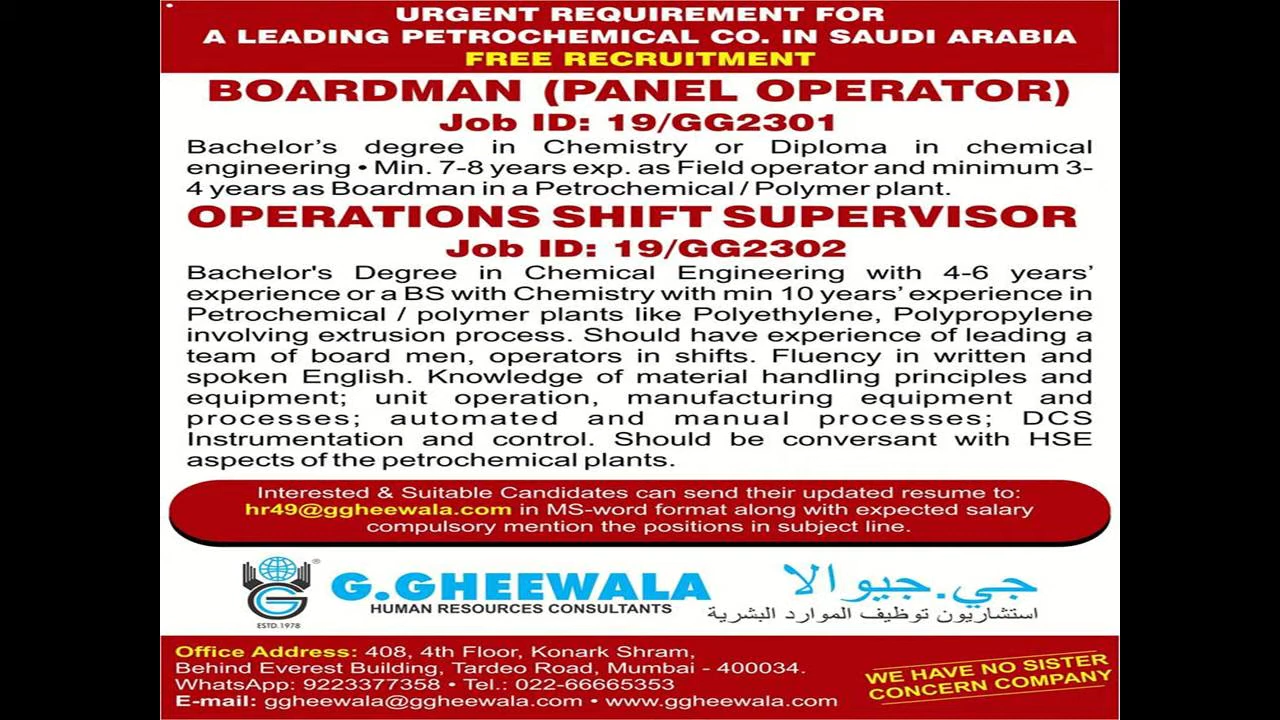 URGENT REQUIREMENT FOR
A LEADING PETROCHEMICAL CO. IN SAUDI ARABIA
FREE RECRUITMENT
BOARDMAN (PANEL OPERATOR)
Job ID: 19/GG2301
Bachelor's degree in Chemistry or Diploma in chemical
engineering • Min. 7-8 years exp. as Field operator and minimum 3-
4 years as Boardman in a Petrochemical / Polymer plant.
OPERATIONS SHIFT SUPERVISOR
Job ID: 19/GG2302
Bachelor's Degree in Chemical Engineering with 4-6 years'
experience or a BS with Chemistry with min 10 years' experience in
Petrochemical / polymer plants like Polyethylene, Polypropylene
involving extrusion process. Should have experience of leading a
team of board men, operators in shifts. Fluency in written and
spoken English. Knowledge of material handling principles and
equipment; unit operation, manufacturing equipment and
processes; automated and manual processes; DCS
Instrumentation and control. Should be conversant with HSE
aspects of the petrochemical plants.
Interested & Suitable Candidates can send their updated resume to:
hr49@ggheewala.com in MS-word format along with expected salary
compulsory mention the positions in subject line.
G
ESTD.1978
®
G.GHEEWALA
HUMAN RESOURCES CONSULTANTS
جي.جيوالا
استشاريون توظيف الموارد البشرية
Office Address: 408, 4th Floor, Konark Shram,
Behind Everest Building, Tardeo Road, Mumbai - 400034.
WhatsApp: 9223377358 • Tel.: 022-66665353
E-mail: ggheewala@ggheewala.com • www.ggheewala.com
WE HAVE NO SISTER
CONCERN COMPANY